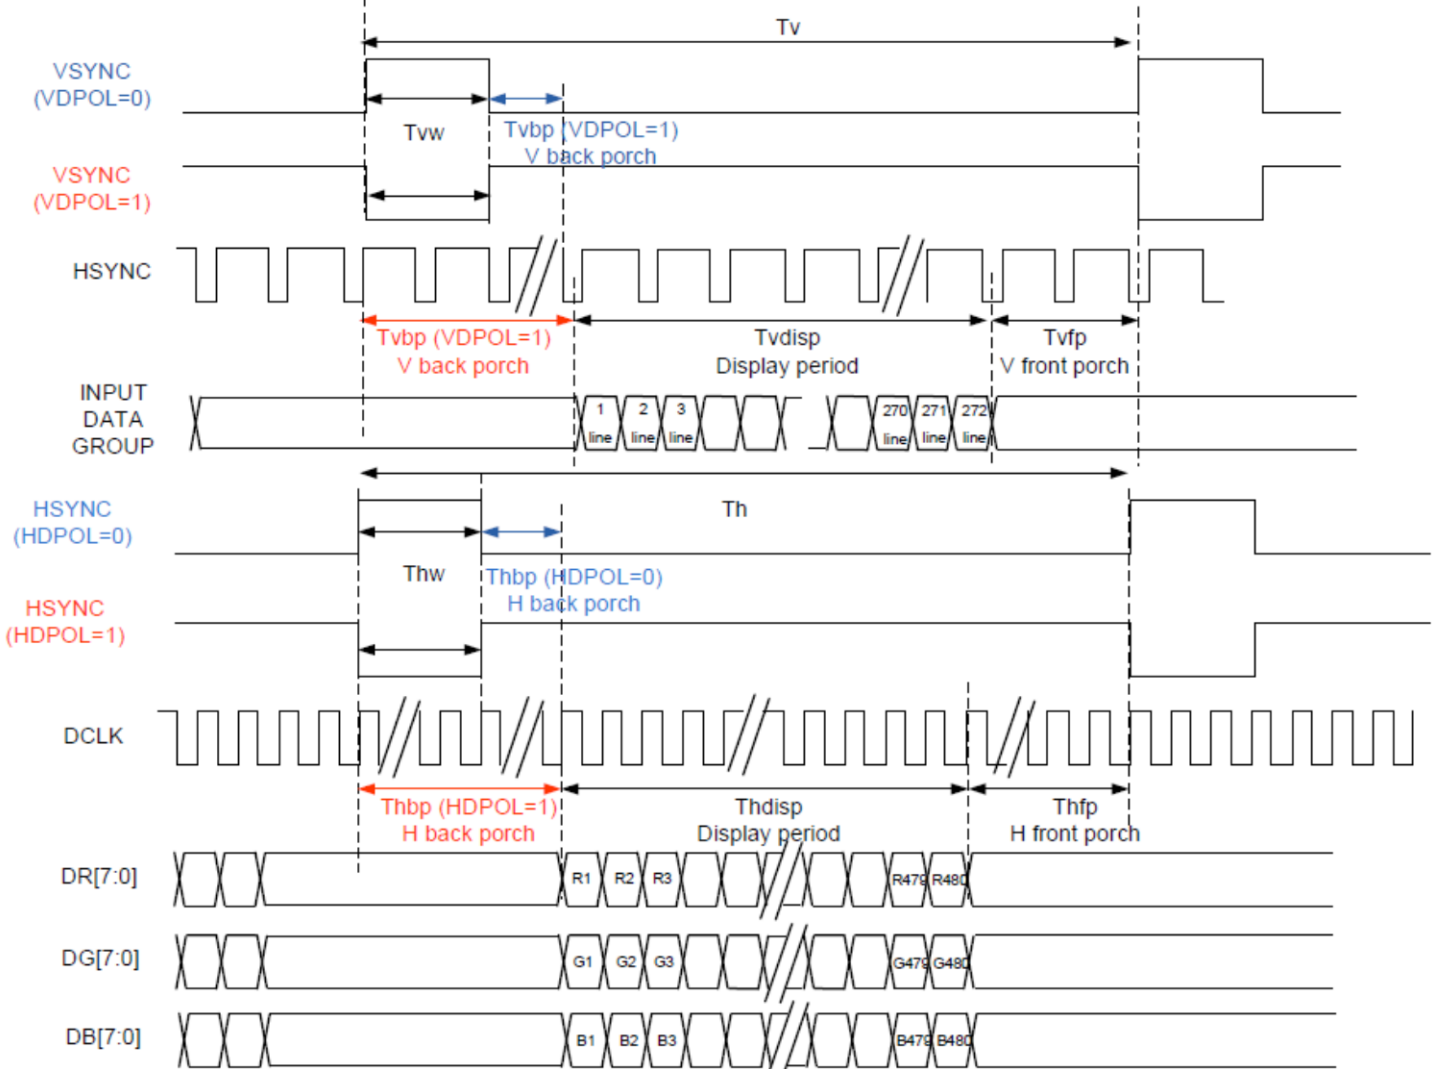 Tv
VSYNC
(VDPOL=0)
Tvw
Tvbp (VDPOL=1)
V back porch
VSYNC
(VDPOL=1)
HSYNC
Tvbp (VDPOL=1)
V back porch
Tvdisp
Display period
Tvfp
V front porch
INPUT
DATA
GROUP
1 2 3 270 271 272
line line line line line line
Th
HSYNC
(HDPOL=0)
Thw
Thbp (HDPOL=0)
H back porch
HSYNC
(HDPOL=1)
DCLK
Thbp (HDPOL=1)
H back porch
Thdisp
Display period
Thfp
H front porch
DR[7:0] R1 R2 R3 R479 R480
DG[7:0] G1 G2 G3 G479 G480
DB[7:0] B1 B2 B3 B479 B480